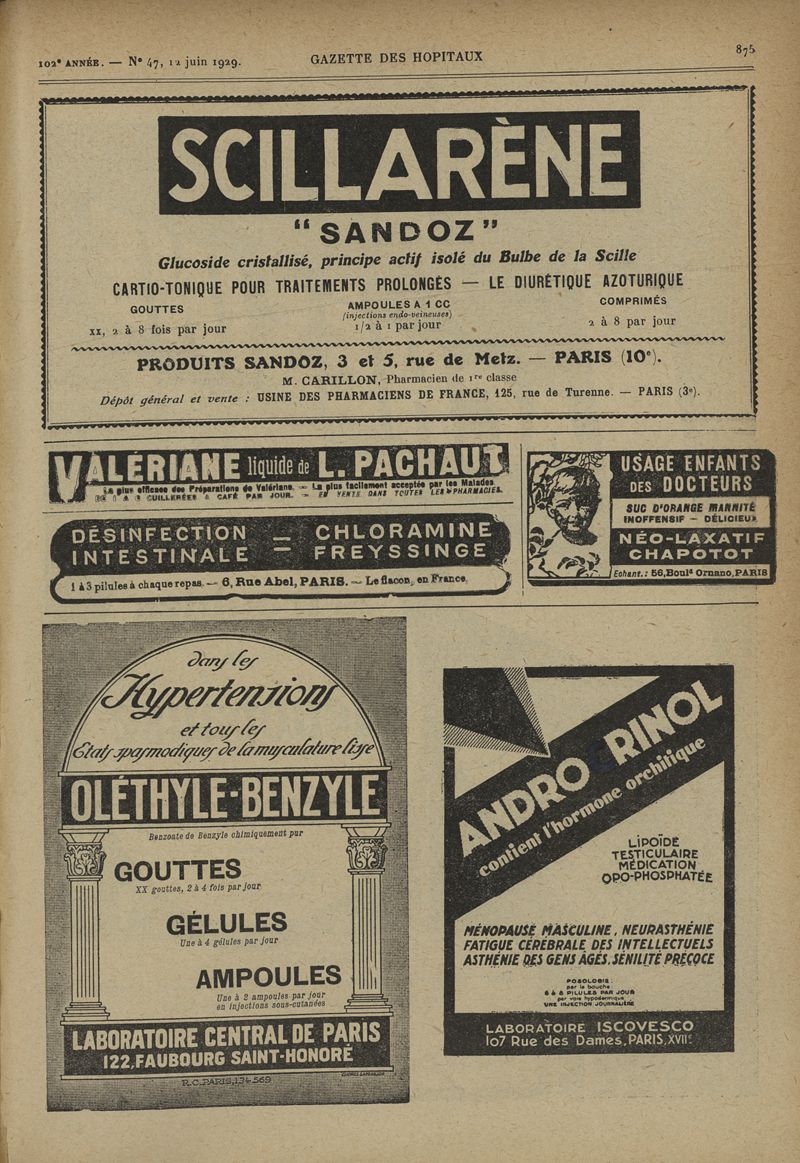 102e ANNÉE. — N° 47, 12 juin 1929.
GAZETTE DES HOPITAUX
875
SCILLARÈNE
“SANDOZ”
Glucoside cristallisé, principe actif isolé du Bulbe de la Scille
CARTIO-TONIQUE POUR TRAITEMENTS PROLONGÉS — LE DIURÉTIQUE AZOTURIQUE
GOUTTES
XX, 2 à 8 fois par jour
AMPOULES A 1 CC
(injections endo-veineuses)
1/2 à 1 par jour
COMPRIMÉS
2 à 8 par jour
PRODUITS SANDOZ, 3 et 5, rue de Metz. — PARIS (10e).
M. CARILLON, Pharmacien de 1re classe
Dépôt général et vente : USINE DES PHARMACIENS DE FRANCE, 125, rue de Turenne. — PARIS (3e).
VALÉRIANE liquide de L. PACHAUT
La plus efficace des Préparations de Valériane. — La plus facilement acceptée par les Malades
CUILLERÉES A CAFÉ PAR JOUR. — EN VENTE DANS TOUTES LES PHARMACIES.
DÉSINFECTION — CHLORAMINE
INTESTINALE — FREYSSINGE
1 à 3 pilules à chaque repas. — 6, Rue Abel, PARIS. — Le flacon, en France
USAGE ENFANTS
DES DOCTEURS
SUC D'ORANGE MANNITÉ
INOFFENSIF — DÉLICIEUX
NÉO-LAXATIF
CHAPOTOT
Echant.: 56, Bould Ornano, PARIS
dans les
Hypertensions
et tous les
États spasmodiques de la musculature lisse
OLÉTHYLE-BENZYLE
Benzoate de Benzyle chimiquement pur
GOUTTES
XX gouttes, 2 à 4 fois par jour
GÉLULES
Une à 4 gélules par jour
AMPOULES
Une à 2 ampoules par jour
en injections sous-cutanées
LABORATOIRE CENTRAL DE PARIS
122, FAUBOURG SAINT-HONORÉ
R.C. PARIS, 134-569
ANDROCRINOL
contient l'hormone orchitique
LIPOÏDE
TESTICULAIRE
MÉDICATION
OPO-PHOSPHATÉE
MÉNOPAUSE MASCULINE, NEURASTHÉNIE
FATIGUE CÉRÉBRALE DES INTELLECTUELS
ASTHÉNIE DES GENS ÂGÉS, SÉNILITÉ PRÉCOCE
POSOLOGIE:
par la bouche:
6 à 8 PILULES PAR JOUR
par voie hypodermique
UNE INJECTION JOURNALIÈRE
LABORATOIRE ISCOVESCO
107 Rue des Dames, PARIS, XVIIe